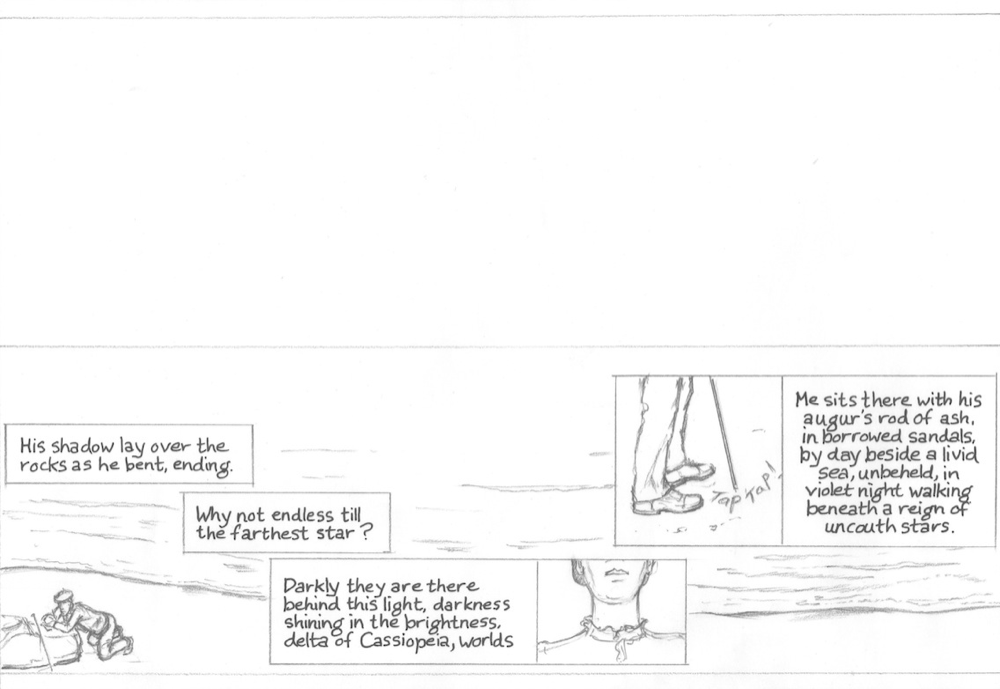 His shadow lay over the
rocks as he bent, ending.
Why not endless till
the farthest star?
Darkly they are there
behind this light, darkness
shining in the brightness,
delta of Cassiopeia, worlds
Tap Tap!
Me sits there with his
augur's rod of ash,
in borrowed sandals,
by day beside a livid
sea, unbeheld, in
violet night walking
beneath a reign of
uncouth stars.